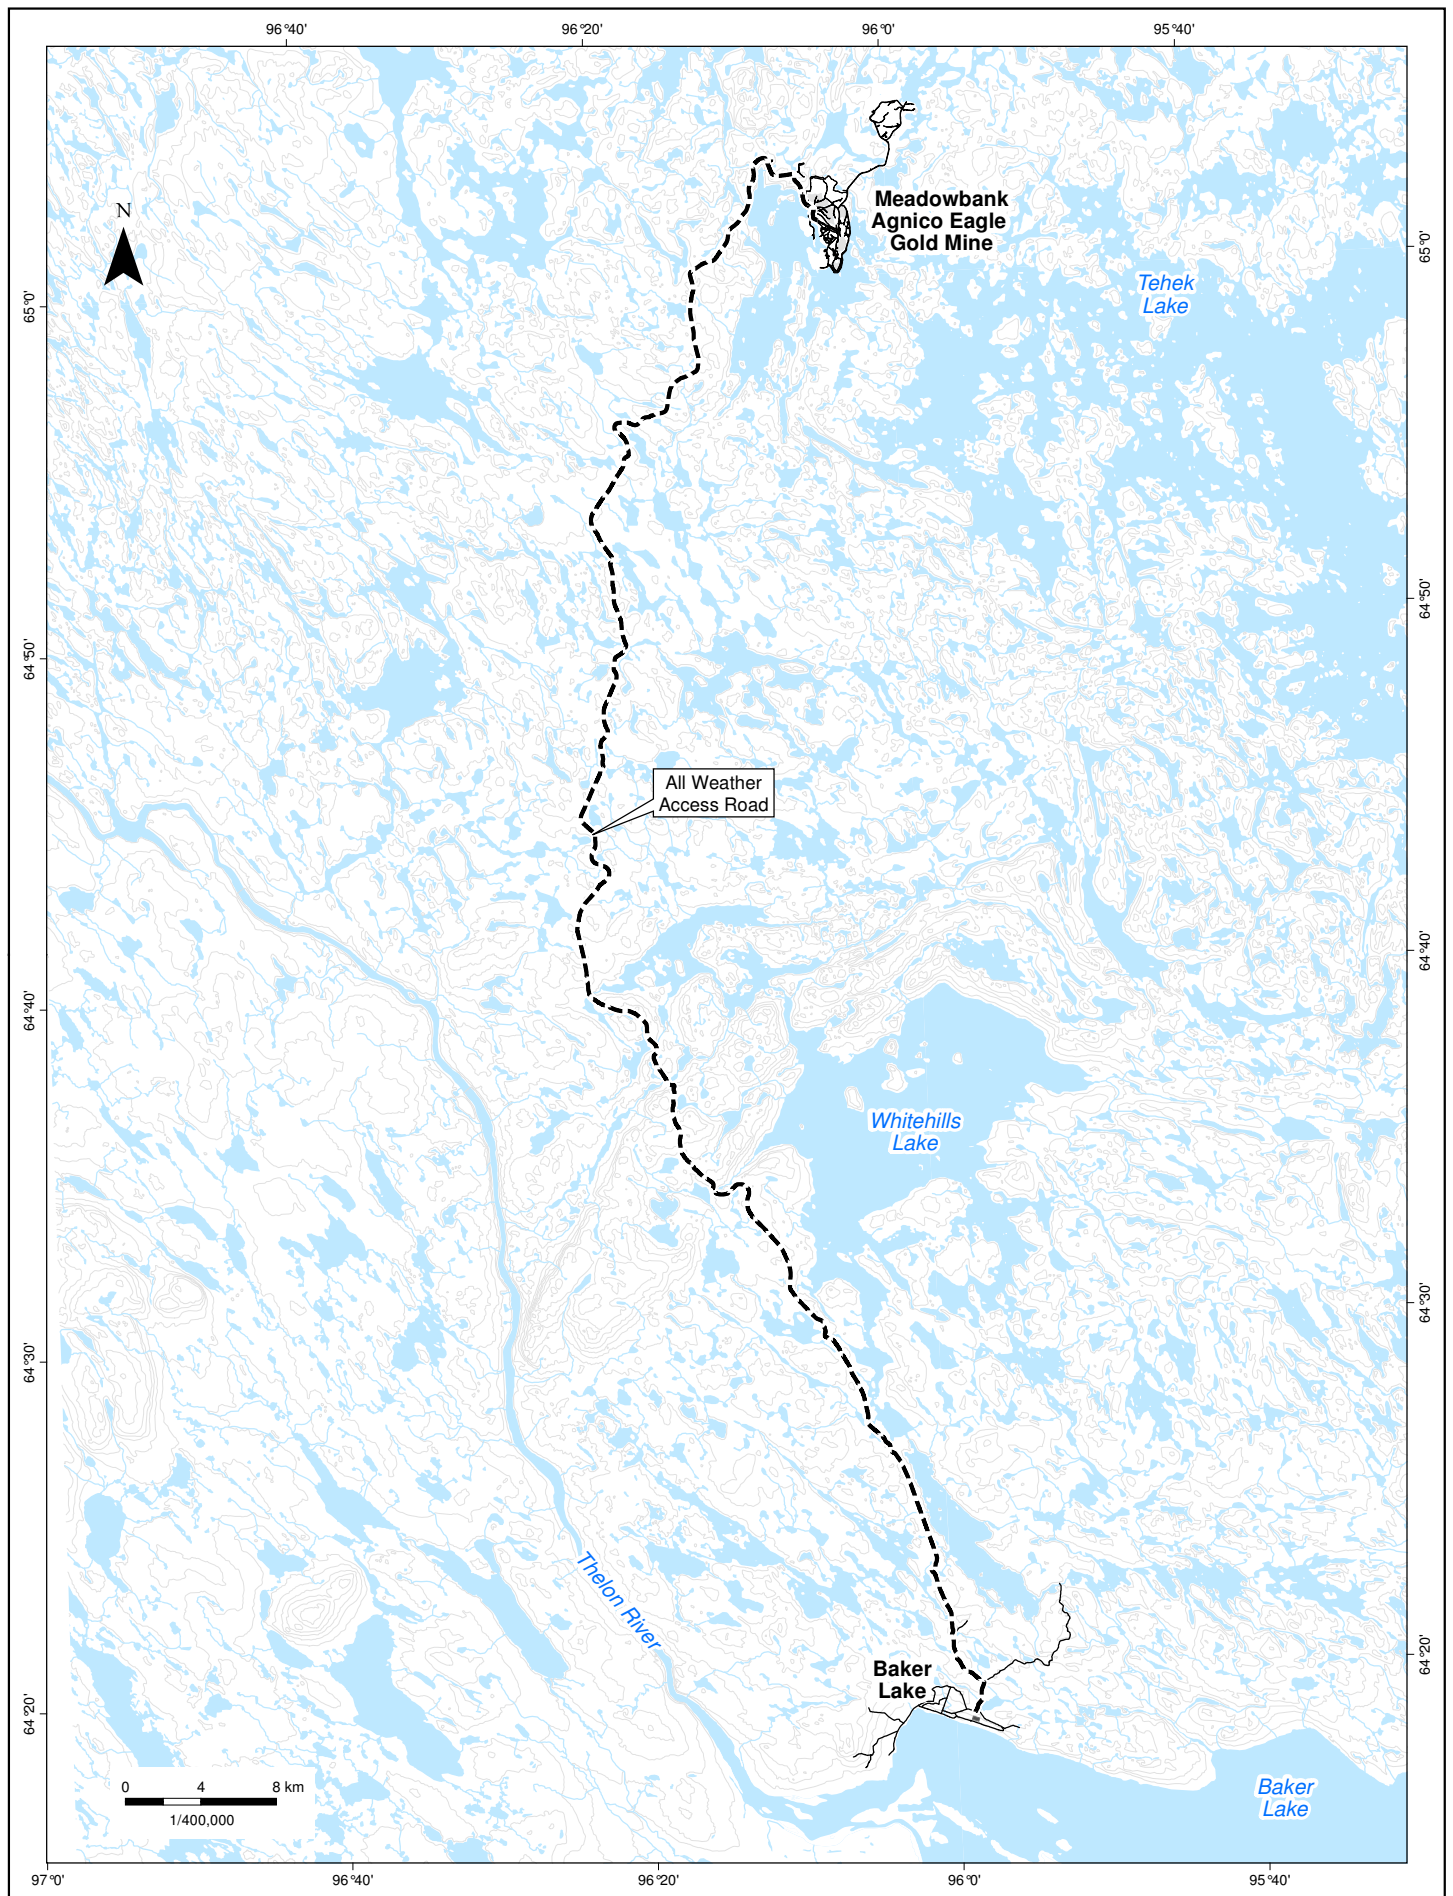 96°40'
96°20'
96°0'
95°40'
N
Meadowbank
Agnico Eagle
Gold Mine
65°0'
Tehek
Lake
65°0'
64°50'
64°50'
All Weather
Access Road
64°40'
64°40'
Whitehills
Lake
64°30'
64°30'
Thelon River
64°20'
Baker
Lake
64°20'
0 4 8 km
1/400,000
Baker
Lake
97°0'
96°40'
96°20'
96°0'
95°40'